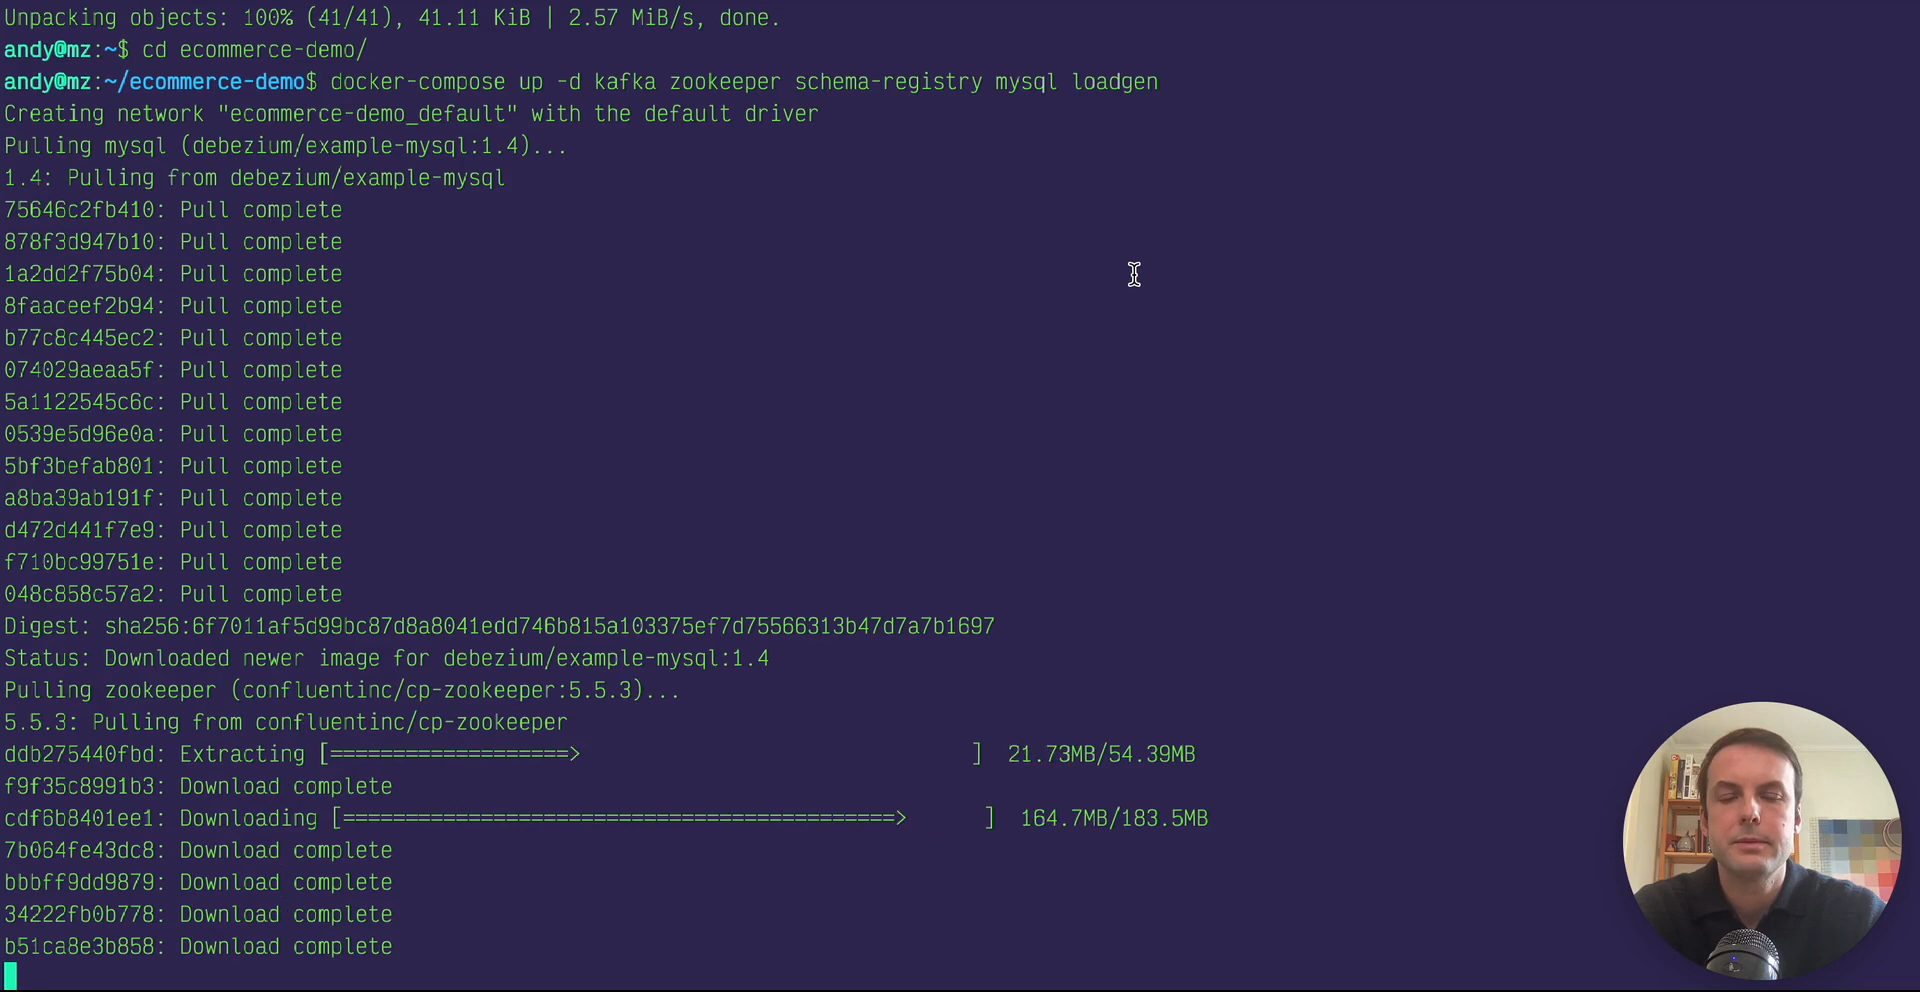 Unpacking objects: 100% (41/41), 41.11 KiB | 2.57 MiB/s, done.
andy@mz:~$ cd ecommerce-demo/
andy@mz:~/ecommerce-demo$ docker-compose up -d kafka zookeeper schema-registry mysql loadgen
Creating network "ecommerce-demo_default" with the default driver
Pulling mysql (debezium/example-mysql:1.4)...
1.4: Pulling from debezium/example-mysql
75646c2fb410: Pull complete
878f3d947b10: Pull complete
1a2dd2f75b04: Pull complete
8faaceef2b94: Pull complete
b77c8c445ec2: Pull complete
074029aeaa5f: Pull complete
5a1122545c6c: Pull complete
0539e5d96e0a: Pull complete
5bf3befab801: Pull complete
a8ba39ab191f: Pull complete
d472d441f7e9: Pull complete
f710bc99751e: Pull complete
048c858c57a2: Pull complete
Digest: sha256:6f7011af5d99bc87d8a8041edd746b815a103375ef7d75566313b47d7a7b1697
Status: Downloaded newer image for debezium/example-mysql:1.4
Pulling zookeeper (confluentinc/cp-zookeeper:5.5.3)...
5.5.3: Pulling from confluentinc/cp-zookeeper
ddb275440fbd: Extracting [===================>                               ]  21.73MB/54.39MB
f9f35c8991b3: Download complete
cdf6b8401ee1: Downloading [============================================>      ]  164.7MB/183.5MB
7b064fe43dc8: Download complete
bbbff9dd9879: Download complete
34222fb0b778: Download complete
b51ca8e3b858: Download complete